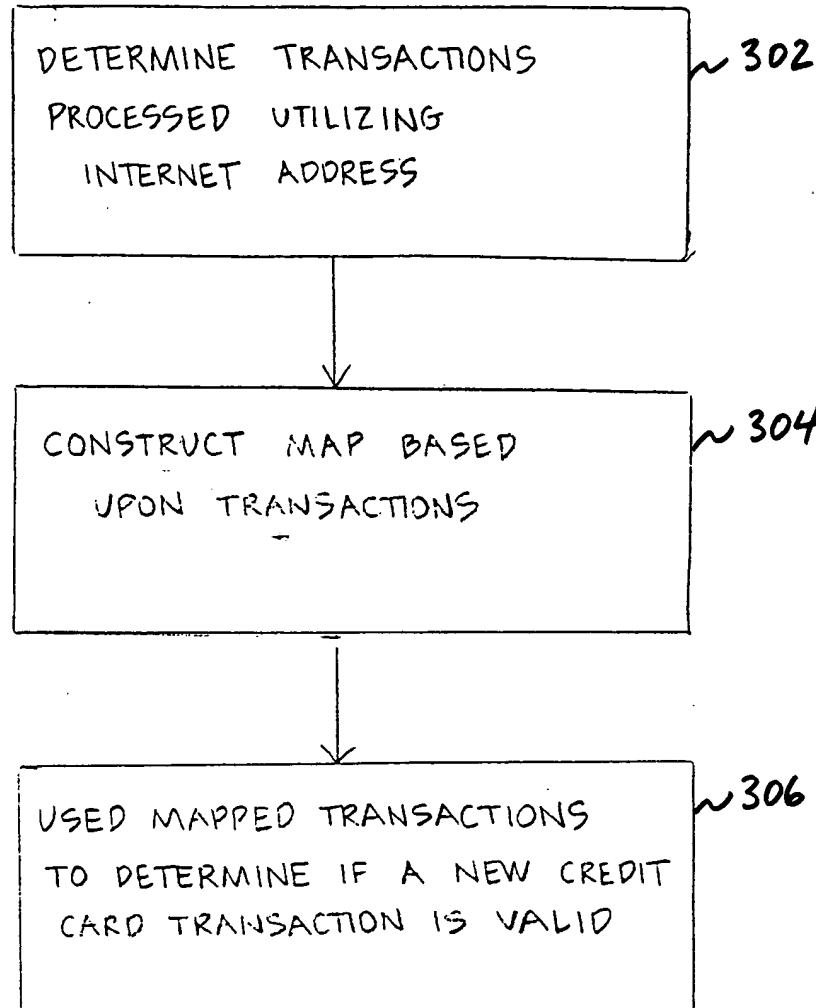 DETERMINE TRANSACTIONS
PROCESSED UTILIZING
INTERNET ADDRESS
~302
CONSTRUCT MAP BASED
UPON TRANSACTIONS
~304
USED MAPPED TRANSACTIONS
TO DETERMINE IF A NEW CREDIT
CARD TRANSACTION IS VALID
~306